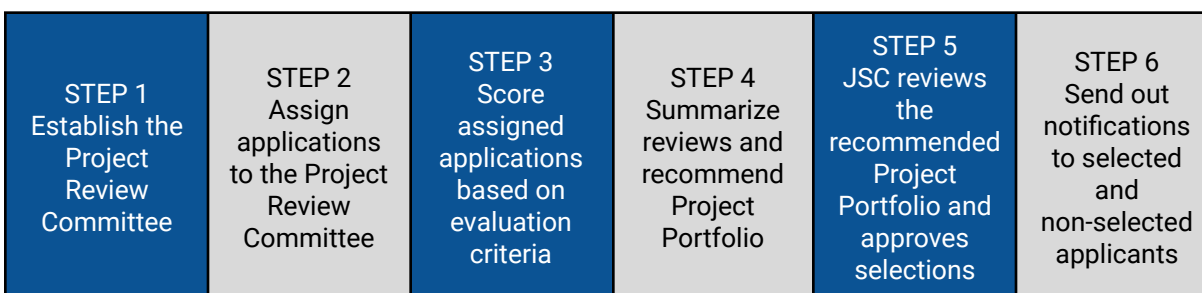 STEP 1
Establish the
Project
Review
Committee
STEP 2
Assign
applications
to the Project
Review
Committee
STEP 3
Score
assigned
applications
based on
evaluation
criteria
STEP 4
Summarize
reviews and
recommend
Project
Portfolio
STEP 5
JSC reviews
the
recommended
Project
Portfolio and
approves
selections
STEP 6
Send out
notifications
to selected
and
non-selected
applicants